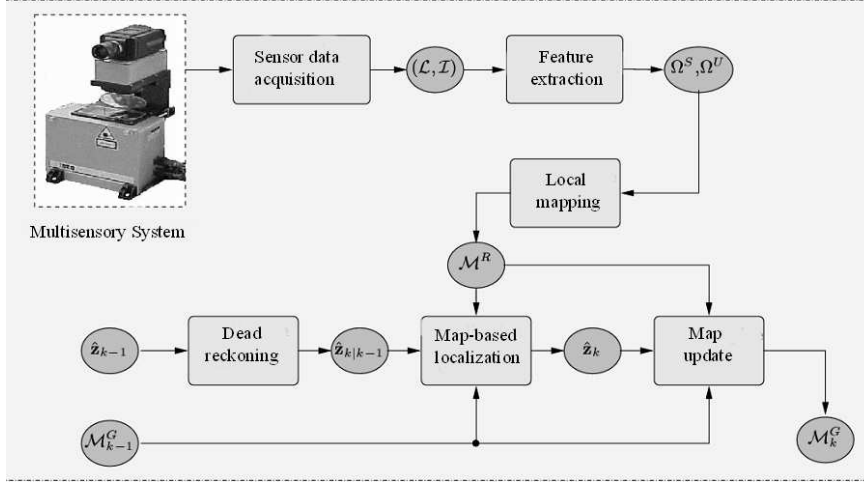 Sensor data
acquisition
(ℒ, ℐ)
Feature
extraction
Ω^S, Ω^U
Local
mapping
Multisensory System
ℳ^R
ẑ_{k−1}
Dead
reckoning
ẑ_{k|k−1}
Map-based
localization
ẑ_k
Map
update
ℳ^G_{k−1}
ℳ^G_k